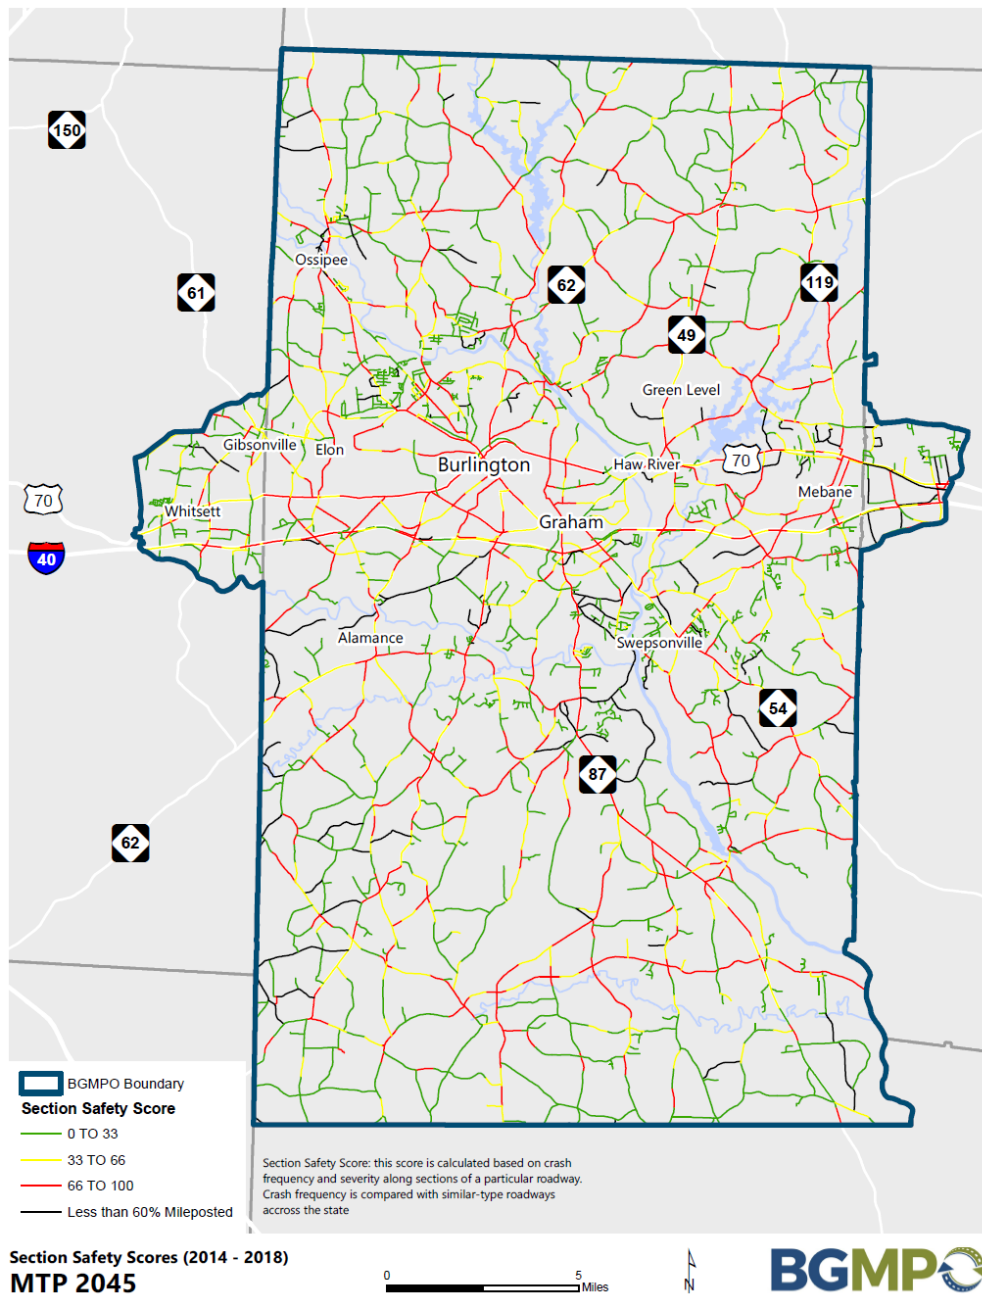 150
61
62
119
49
Ossipee
Green Level
Gibsonville
Elon
Burlington
Haw River
70
70
Mebane
Whitsett
Graham
40
Alamance
Swepsonville
54
87
62
BGMPO Boundary
Section Safety Score
0 TO 33
33 TO 66
66 TO 100
Less than 60% Mileposted
Section Safety Score: this score is calculated based on crash
frequency and severity along sections of a particular roadway.
Crash frequency is compared with similar-type roadways
accross the state
Section Safety Scores (2014 - 2018)
MTP 2045
0 5
Miles
N
BGMPO